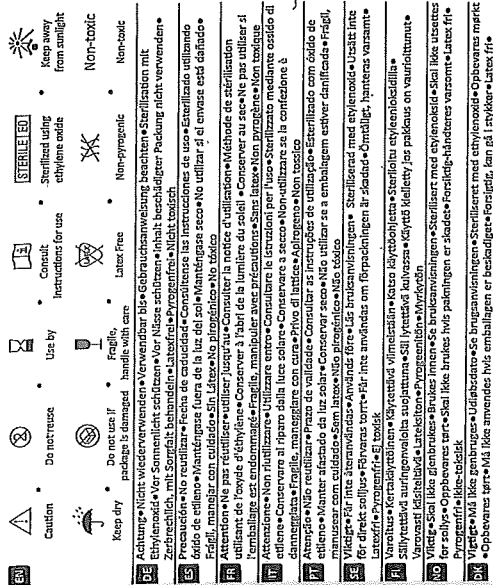 EN
Caution
Do not reuse
Use by
Consult
Instructions for use
STERILE EO
Sterilized using
ethylene oxide
Keep away
from sunlight
Keep dry
Do not use if
package is damaged
Fragile,
handle with care
Latex Free
Non-pyrogenic
Non-toxic
Non-toxic
DE Achtung●Nicht wiederverwenden●Verwendbar bis●Gebrauchsanweisung beachten●Sterilisation mit
Ethylenoxid●Vor Sonnenlicht schützen●Vor Nässe schützen●Inhalt beschädigter Packung nicht verwenden●
Zerbrechlich, mit Sorgfalt behandeln●Latexfrei●Pyrogenfrei●Nicht toxisch
ES Precaución●No reutilizar●Fecha de caducidad●Consúltense las instrucciones de uso●Esterilizado utilizando
óxido de etileno●Manténgase fuera de la luz del sol●Manténgase seco●No utilizar si el envase está dañado●
Frágil, manejar con cuidado●Sin Látex●No pirogénico●No tóxico
FR Attention●Ne pas réutiliser●utiliser jusqu'au●Consulter la notice d'utilisation●Méthode de stérilisation
utilisant de l'oxyde d'éthylène●Conserver à l'abri de la lumière du soleil ●Conserver au sec●Ne pas utiliser si
l'emballage est endommagé●Fragile, manipuler avec précautions●Sans latex●Non pyrogène●Non toxique
IT Attenzione●Non riutilizzare●Utilizzare entro●Consultare le istruzioni per l'uso●Sterilizzato mediante ossido di
etilene●Conservare al riparo dalla luce solare●Conservare a secco●Non-utilizzare se la confezione è
danneggiata●Fragile, maneggiare con cura●Privo di lattice●Apirogeno●Non tossico
PT Atenção●Não reutilizar●Prazo de validade●Consultar as instruções de utilização●Esterilizado com óxido de
etileno●Manter afastado da luz solar●Conservar seco●Não utilizar se a embalagem estiver danificada●Frágil,
manusear com cuidado●Sem latex●Não pirogénico●Não tóxico
SE Viktigt●Får inte återanvändas●Används före●Läs bruksanvisningen● Steriliserad med etylenoxid●Utsätt inte
för direkt solljus●Förvaras torrt●Får inte användas om förpackningen är skadad●Ömtåligt, hanteras varsamt●
Latexfri●Pyrogenfri●Ej toxisk
FI Varoitus●Kertakäyttöinen●Käytettävä viimeistään●Katso käyttöohjetta●Steriloitu etyleenioksidilla●
Säilytettävä auringonvalolta suojattuna●Säilytettävä kuivassa●Käyttö kielletty jos pakkaus on vaurioittunut●
Varovasti käsiteltävä●Lateksiton●Pyrogeenitön●Myrkytön
NO Viktig●Skal ikke gjenbrukes●Brukes innen●Se bruksanvisningen●Sterilisert med etylenoksid●Skal ikke utsettes
for sollys●Oppbevares tørt●Skal ikke brukes hvis pakningen er skadet●Forsiktig-håndteres varsomt●Latex fri●
Pyrogenfri●Ikke-toksisk
DK Vigtigt●Må ikke genbruges●Udløbsdato●Se brugsanvisningen●Steriliseret med ethylenoxid●Opbevares mørkt
●Opbevares tørt●Må ikke anvendes hvis emballagen er beskadiget●Forsigtig, kan gå i stykker●Latex fri●